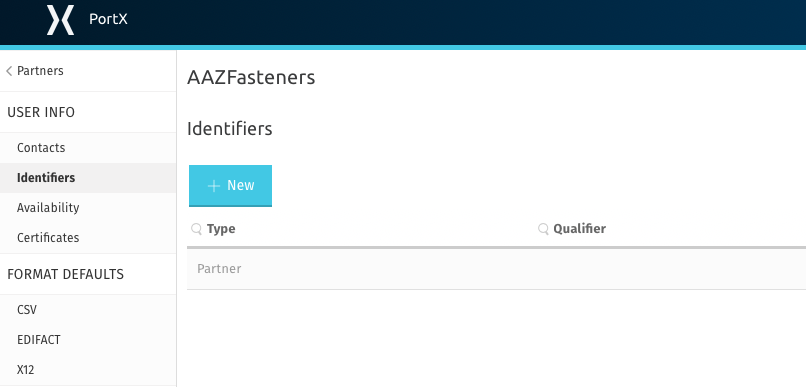 PortX
Partners
USER INFO
Contacts
Identifiers
Availability
Certificates
FORMAT DEFAULTS
CSV
EDIFACT
X12
AAZFasteners
Identifiers
New
Type Qualifier
Partner